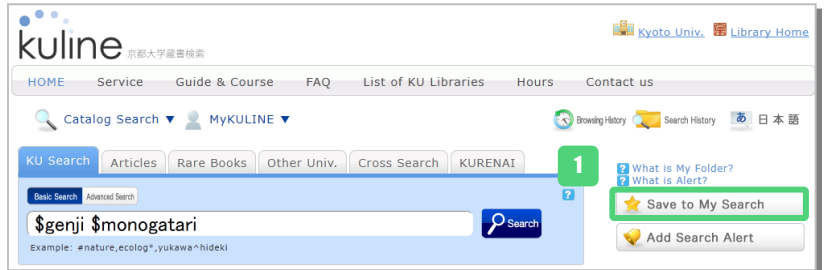 Kyoto Univ. Library Home
kuline 京都大学蔵書検索
HOME Service Guide & Course FAQ List of KU Libraries Hours Contact us
Catalog Search ▼ MyKULINE ▼ Browsing History Search History あ 日本語
KU Search Articles Rare Books Other Univ. Cross Search KURENAI 1
? What is My Folder?
? What is Alert?
Basic Search Advanced Search ?
Save to My Search
$genji $monogatari Search
Add Search Alert
Example: #nature,ecolog*,yukawa^hideki